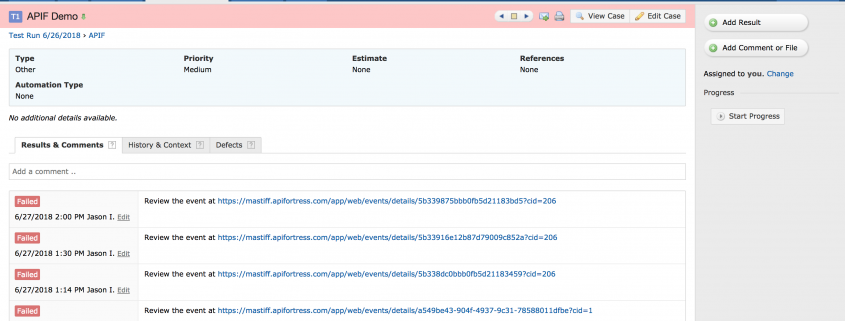 T1 APIF Demo
View Case Edit Case
Test Run 6/26/2018 › APIF
Type Priority Estimate References
Other Medium None None
Automation Type
None
No additional details available.
Results & Comments ? History & Context ? Defects ?
Add a comment ..
Failed Review the event at https://mastiff.apifortress.com/app/web/events/details/5b339875bbb0fb5d21183bd5?cid=206
6/27/2018 2:00 PM Jason I. Edit
Failed Review the event at https://mastiff.apifortress.com/app/web/events/details/5b33916e12b87d79009c852a?cid=206
6/27/2018 1:30 PM Jason I. Edit
Failed Review the event at https://mastiff.apifortress.com/app/web/events/details/5b338dc0bbb0fb5d21183459?cid=206
6/27/2018 1:14 PM Jason I. Edit
Failed Review the event at https://mastiff.apifortress.com/app/web/events/details/a549be43-904f-4937-9c31-78588011dfbe?cid=1
Add Result
Add Comment or File
Assigned to you. Change
Progress
Start Progress